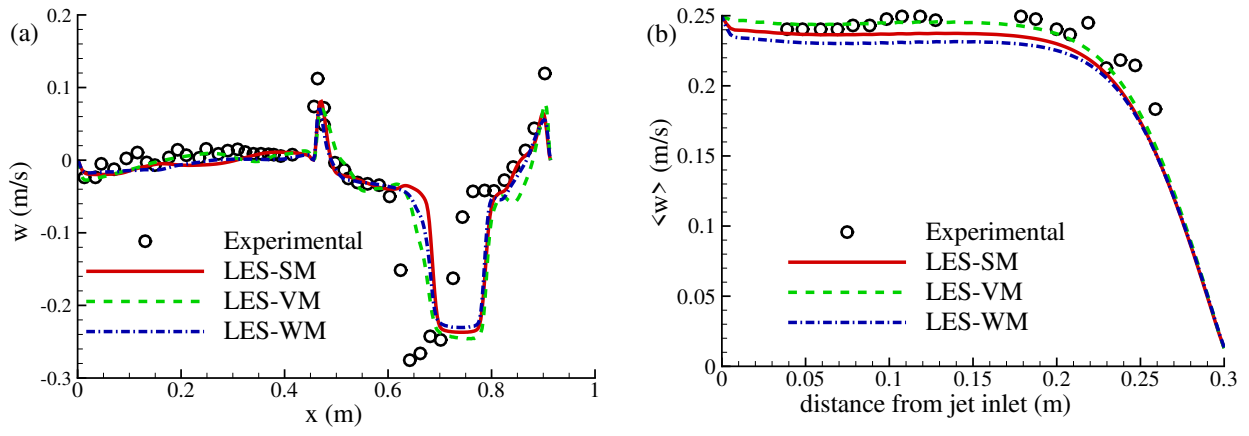 (a)
0.2
0.1
0
-0.1
-0.2
-0.3
w (m/s)
Experimental
LES-SM
LES-VM
LES-WM
0
0.2
0.4
0.6
0.8
1
x (m)
(b)
0.25
0.2
0.15
0.1
0.05
0
<w> (m/s)
Experimental
LES-SM
LES-VM
LES-WM
0
0.05
0.1
0.15
0.2
0.25
0.3
distance from jet inlet (m)